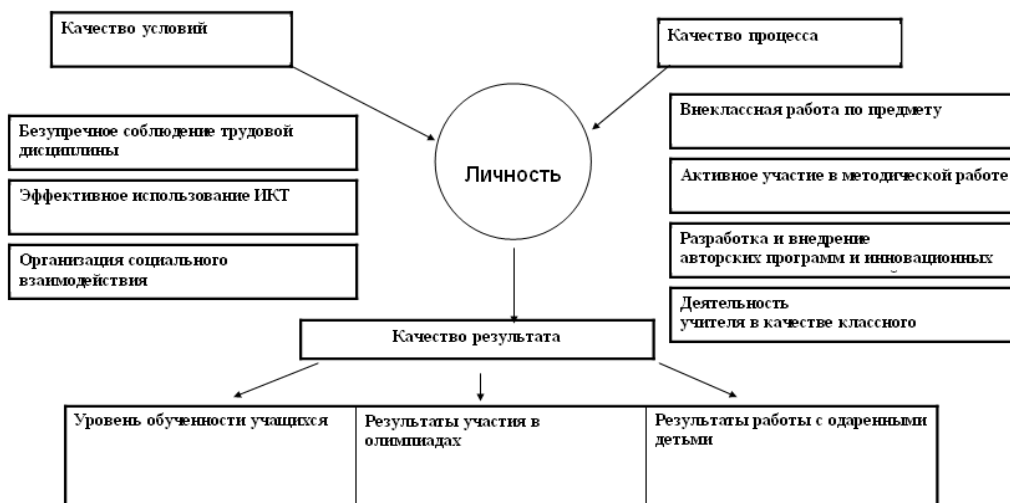 Качество условий
Качество процесса
Безупречное соблюдение трудовой
дисциплины
Эффективное использование ИКТ
Организация социального
взаимодействия
Личность
Внеклассная работа по предмету
Активное участие в методической работе
Разработка и внедрение
авторских программ и инновационных
Деятельность
учителя в качестве классного
Качество результата
Уровень обученности учащихся
Результаты участия в
олимпиадах
Результаты работы с одаренными
детьми